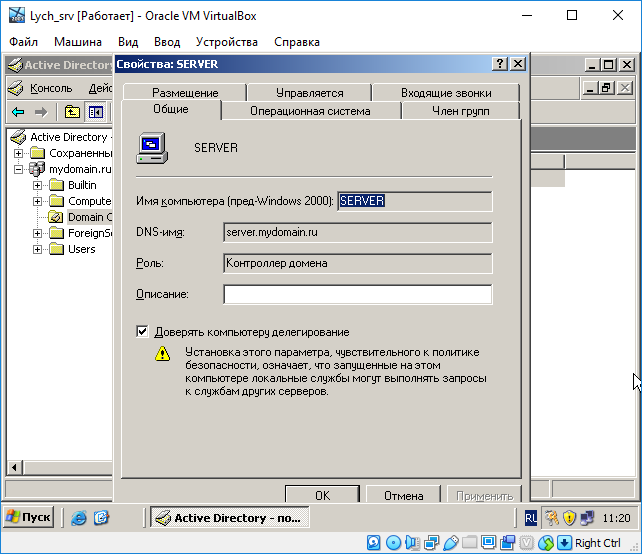 Lych_srv [Работает] - Oracle VM VirtualBox
Файл Машина Вид Ввод Устройства Справка
Active Directory
Свойства: SERVER
Консоль Дейс
Размещение Управляется Входящие звонки
Общие Операционная система Член групп
Active Directory -
Сохраненны
mydomain.ru
Builtin
Compute
Domain C
ForeignSe
Users
SERVER
Имя компьютера (пред-Windows 2000): SERVER
DNS-имя: server.mydomain.ru
Роль: Контроллер домена
Описание:
Доверять компьютеру делегирование
Установка этого параметра, чувствительного к политике
безопасности, означает, что запущенные на этом
компьютере локальные службы могут выполнять запросы
к службам других серверов.
OK Отмена Применить
Пуск Active Directory - по... RU 11:20
Right Ctrl